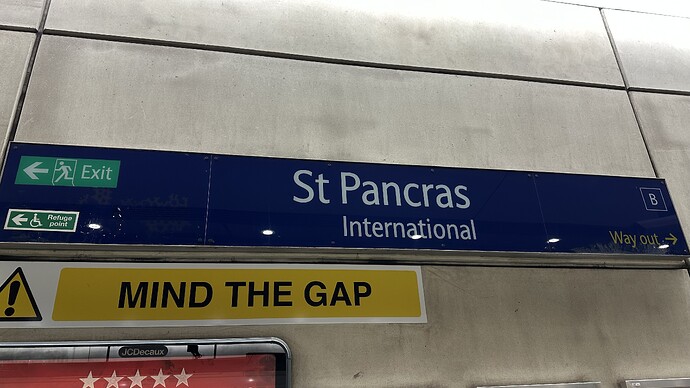 Exit
St Pancras
International
B
Refuge
point
Way out
MIND THE GAP
JCDecaux